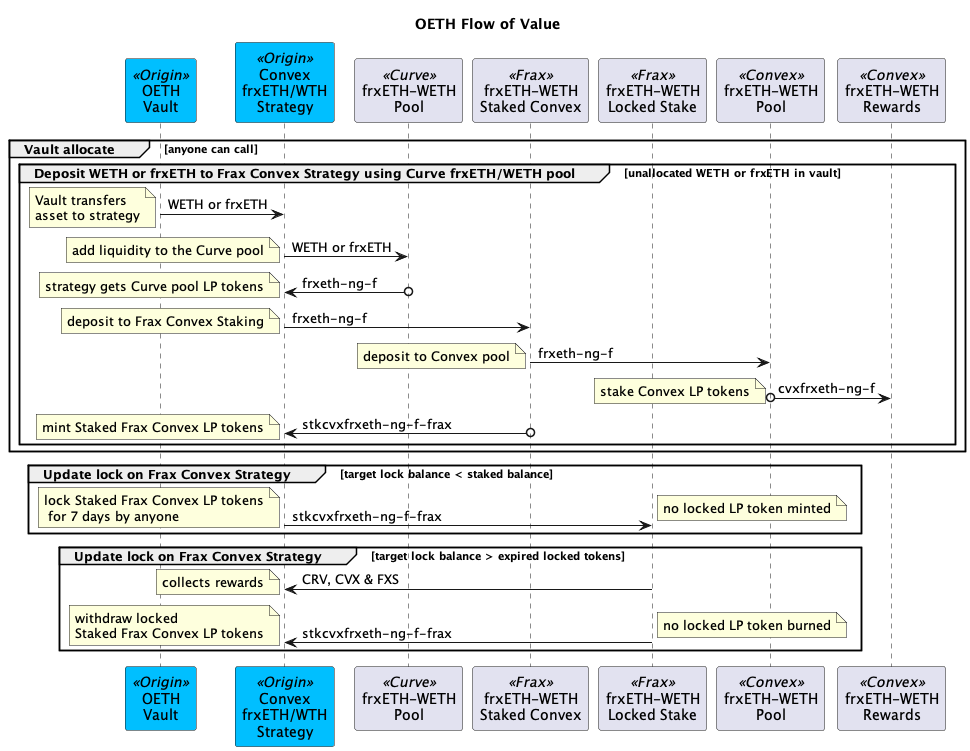 OETH Flow of Value
«Origin»
OETH
Vault
«Origin»
Convex
frxETH/WTH
Strategy
«Curve»
frxETH-WETH
Pool
«Frax»
frxETH-WETH
Staked Convex
«Frax»
frxETH-WETH
Locked Stake
«Convex»
frxETH-WETH
Pool
«Convex»
frxETH-WETH
Rewards
Vault allocate [anyone can call]
Deposit WETH or frxETH to Frax Convex Strategy using Curve frxETH/WETH pool [unallocated WETH or frxETH in vault]
Vault transfers
asset to strategy
WETH or frxETH
add liquidity to the Curve pool
WETH or frxETH
strategy gets Curve pool LP tokens
frxeth-ng-f
deposit to Frax Convex Staking
frxeth-ng-f
deposit to Convex pool
frxeth-ng-f
stake Convex LP tokens
cvxfrxeth-ng-f
mint Staked Frax Convex LP tokens
stkcvxfrxeth-ng-f-frax
Update lock on Frax Convex Strategy [target lock balance < staked balance]
lock Staked Frax Convex LP tokens
for 7 days by anyone
stkcvxfrxeth-ng-f-frax
no locked LP token minted
Update lock on Frax Convex Strategy [target lock balance > expired locked tokens]
collects rewards
CRV, CVX & FXS
withdraw locked
Staked Frax Convex LP tokens
stkcvxfrxeth-ng-f-frax
no locked LP token burned
«Origin»
OETH
Vault
«Origin»
Convex
frxETH/WTH
Strategy
«Curve»
frxETH-WETH
Pool
«Frax»
frxETH-WETH
Staked Convex
«Frax»
frxETH-WETH
Locked Stake
«Convex»
frxETH-WETH
Pool
«Convex»
frxETH-WETH
Rewards